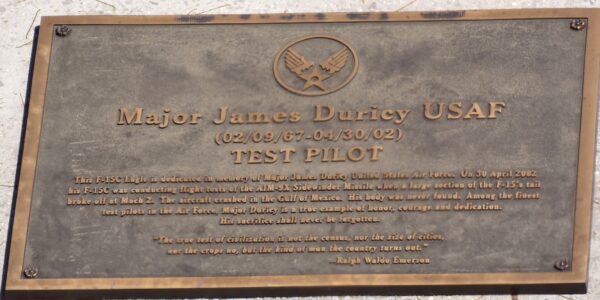 Major James Duricy USAF
(02/09/67-04/30/02)
TEST PILOT
This F-15C Eagle is dedicated in memory of Major James Duricy United States Air Force. On 30 April 2002
his F-15C was conducting flight tests of the AIM-9X Sidewinder Missile when a large section of the F-15's tail
broke off at Mach 2. The aircraft crashed in the Gulf of Mexico. His body was never found. Among the finest
test pilots in the Air Force, Major Duricy is a true example of honor, courage and dedication.
His sacrifice shall never be forgotten.
"The true test of civilization is not the census, nor the size of cities,
nor the crops no, but the kind of man the country turns out."
—Ralph Waldo Emerson